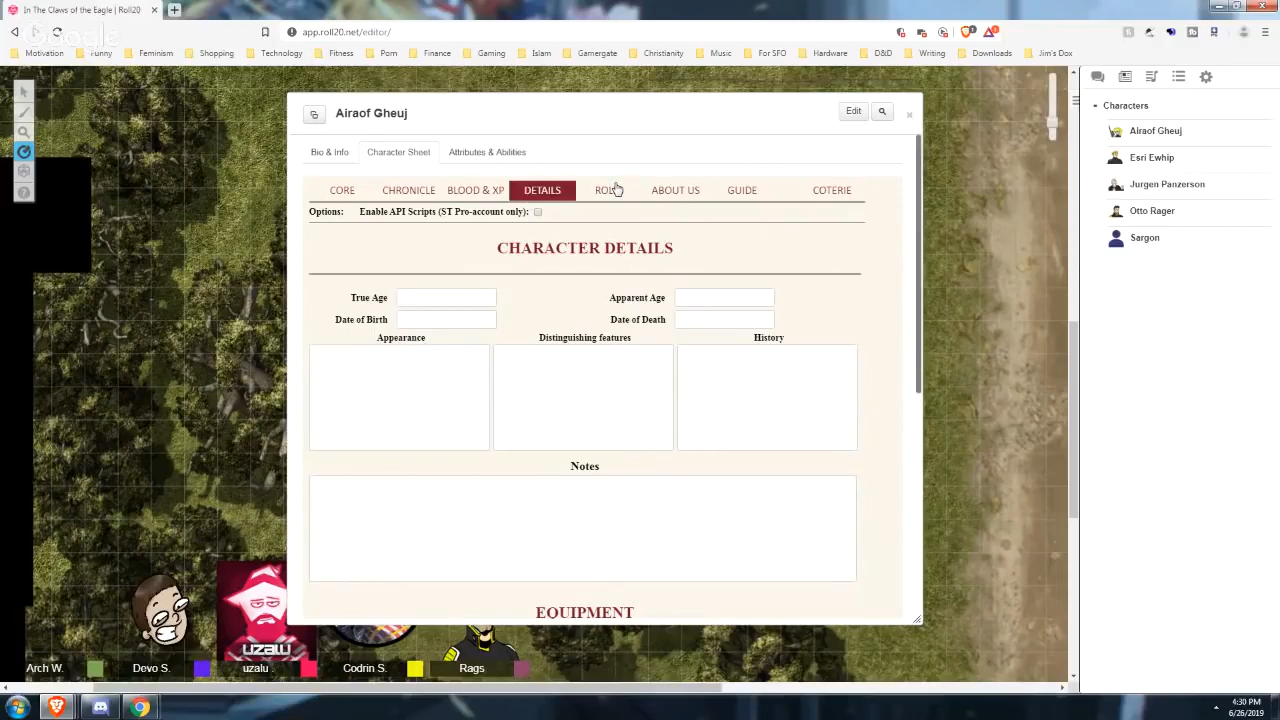 In The Claws of the Eagle | Roll20
app.roll20.net/editor/
Motivation Funny Feminism Shopping Technology Fitness Porn Finance Gaming Islam Gamergate Christianity Music For SFO Hardware D&D Writing Downloads Jim's Dox
Airaof Gheuj
Edit
Bio & Info Character Sheet Attributes & Abilities
CORE CHRONICLE BLOOD & XP DETAILS ABOUT US GUIDE COTERIE
Options: Enable API Scripts (ST Pro-account only):
CHARACTER DETAILS
True Age Apparent Age
Date of Birth Date of Death
Appearance Distinguishing features History
Notes
EQUIPMENT
Characters
Airaof Gheuj
Esri Ewhip
Jurgen Panzerson
Otto Rager
Sargon
uzalu
Arch W. Devo S. uzalu . Codrin S. Rags
4:30 PM
6/26/2019